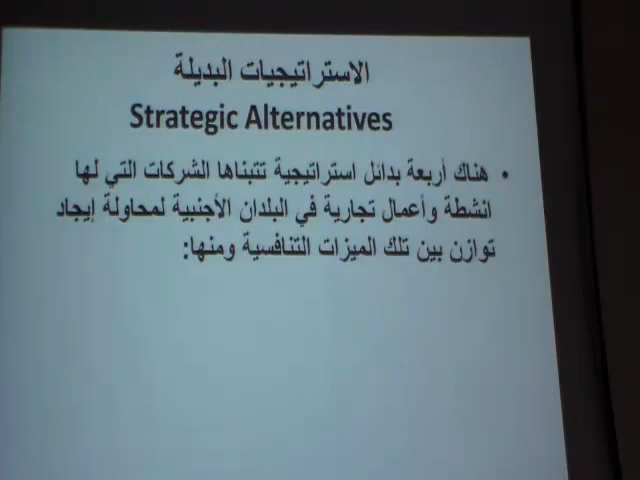 الاستراتيجيات البديلة
Strategic Alternatives
• هناك أربعة بدائل استراتيجية تتبناها الشركات التي لها
انشطة وأعمال تجارية في البلدان الأجنبية لمحاولة إيجاد
توازن بين تلك الميزات التنافسية ومنها: